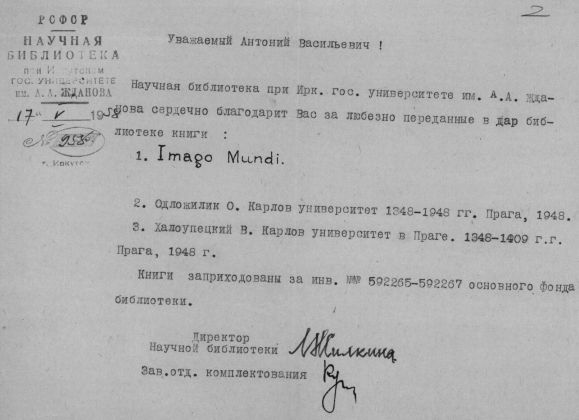 2
РСФСР
НАУЧНАЯ
БИБЛИОТЕКА
при Иркутском
ГОС. УНИВЕРСИТЕТЕ
им. А. А. ЖДАНОВА
17 V 1958
№ 958
г. Иркутск
Уважаемый Антоний Васильевич !
Научная библиотека при Ирк. гос. университете им. А.А. Жда-
нова сердечно благодарит Вас за любезно переданные в дар биб-
лиотеке книги :
1. Imago Mundi.
2. Одложилик О. Карлов университет 1348-1948 гг. Прага, 1948.
3. Халоупецкий В. Карлов университет в Праге. 1348-1409 г.г.
Прага, 1948 г.
Книги заприходованы за инв. №№ 592265-592267 основного фонда
библиотеки.
Директор
Научной библиотеки
Зав.отд. комплектования